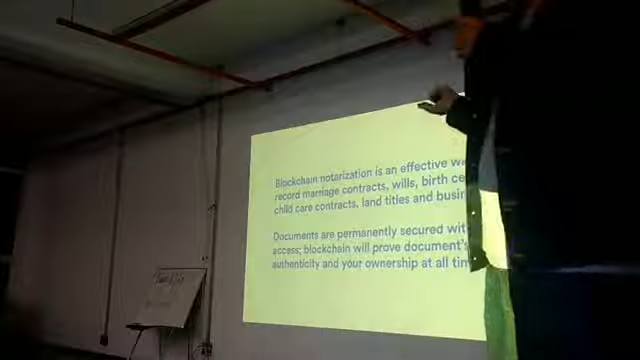 Blockchain notarization is an effective
record marriage contracts, wills, birth
child care contracts, land titles and
Documents are permanently secured
access; blockchain will prove document's
authenticity and your ownership at all